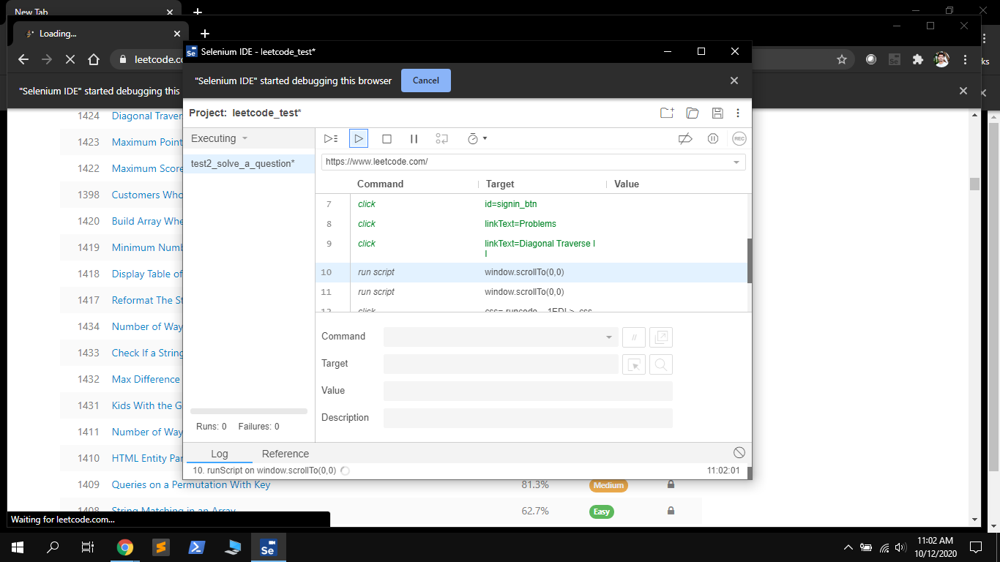 New Tab
Loading...
leetcode.co
Selenium IDE - leetcode_test*
"Selenium IDE" started debugging this browser
Cancel
"Selenium IDE" started debugging this
ks
Project: leetcode_test*
Executing
test2_solve_a_question*
REC
https://www.leetcode.com/
Command Target Value
7 click id=signin_btn
8 click linkText=Problems
9 click linkText=Diagonal Traverse I
I
10 run script window.scrollTo(0,0)
11 run script window.scrollTo(0,0)
12 click
Command
//
Target
Value
Description
Runs: 0 Failures: 0
Log Reference
10. runScript on window.scrollTo(0,0) 11:02:01
1424 Diagonal Traver
1423 Maximum Point
1422 Maximum Score
1398 Customers Who
1420 Build Array Whe
1419 Minimum Numb
1418 Display Table of
1417 Reformat The St
1434 Number of Way
1433 Check If a String
1432 Max Difference
1431 Kids With the G
1411 Number of Way
1410 HTML Entity Par
1409 Queries on a Permutation With Key 81.3% Medium
1408 String Matching in an Array 62.7% Easy
Waiting for leetcode.com...
Se
11:02 AM
10/12/2020